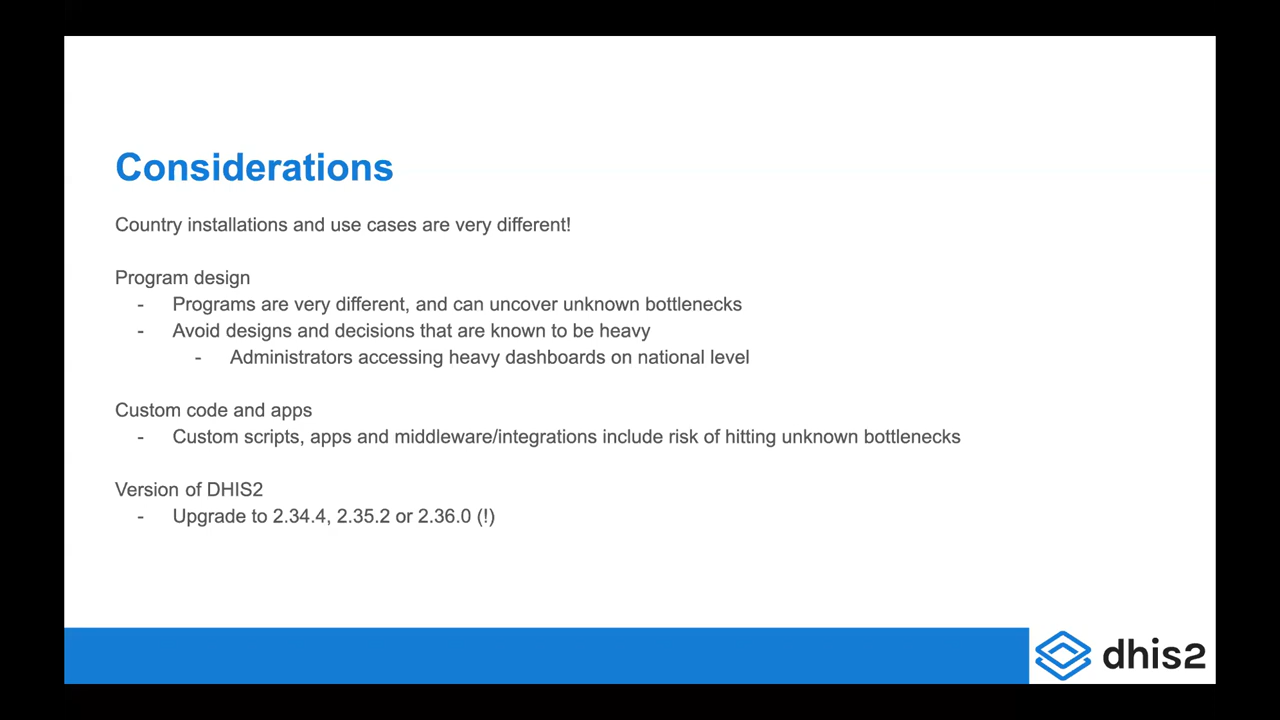 Considerations
Country installations and use cases are very different!
Program design
- Programs are very different, and can uncover unknown bottlenecks
- Avoid designs and decisions that are known to be heavy
- Administrators accessing heavy dashboards on national level
Custom code and apps
- Custom scripts, apps and middleware/integrations include risk of hitting unknown bottlenecks
Version of DHIS2
- Upgrade to 2.34.4, 2.35.2 or 2.36.0 (!)
dhis2